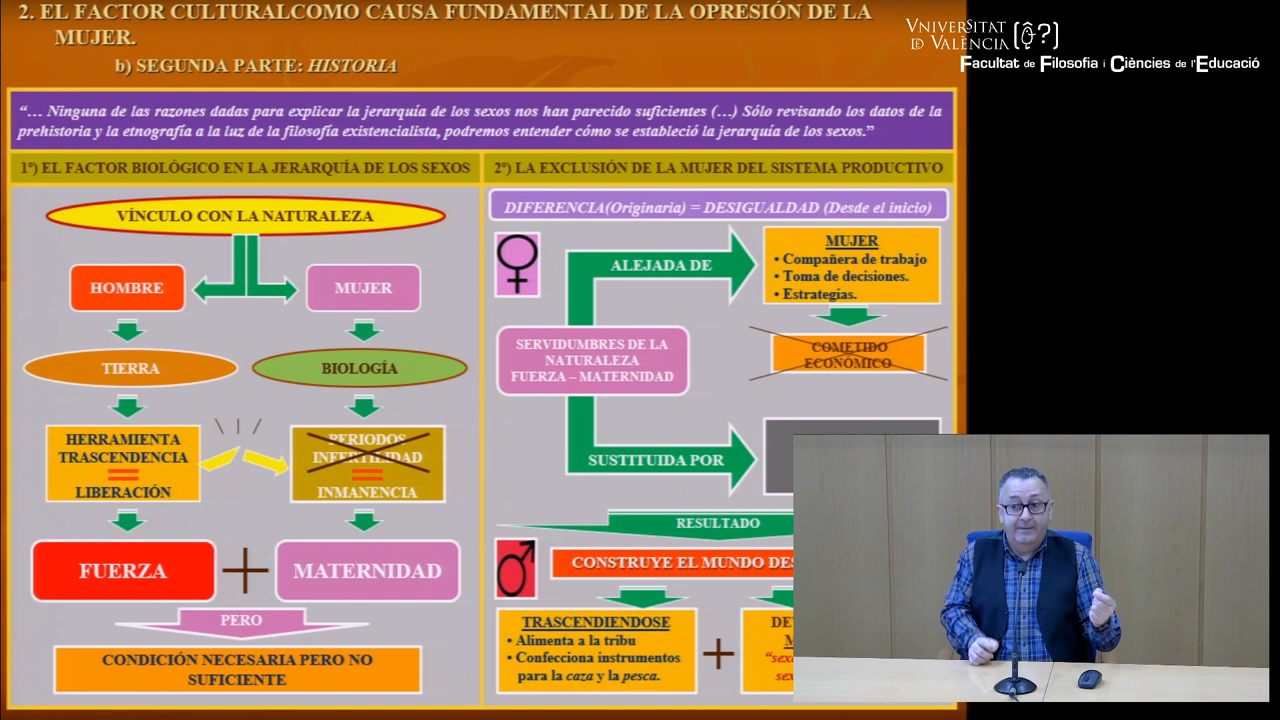 2. EL FACTOR CULTURALCOMO CAUSA FUNDAMENTAL DE LA OPRESIÓN DE LA
MUJER.
b) SEGUNDA PARTE: HISTORIA
VNIVERSITAT
DE VALÈNCIA
Facultat de Filosofia i Ciències de l'Educació
“… Ninguna de las razones dadas para explicar la jerarquía de los sexos nos han parecido suficientes (…) Sólo revisando los datos de la
prehistoria y la etnografía a la luz de la filosofía existencialista, podremos entender cómo se estableció la jerarquía de los sexos.”
1º) EL FACTOR BIOLÓGICO EN LA JERARQUÍA DE LOS SEXOS
VÍNCULO CON LA NATURALEZA
HOMBRE
MUJER
TIERRA
BIOLOGÍA
HERRAMIENTA
TRASCENDENCIA
=
LIBERACIÓN
PERIODOS
INFERTILIDAD
=
INMANENCIA
FUERZA
+
MATERNIDAD
PERO
CONDICIÓN NECESARIA PERO NO
SUFICIENTE
2º) LA EXCLUSIÓN DE LA MUJER DEL SISTEMA PRODUCTIVO
DIFERENCIA(Originaria) = DESIGUALDAD (Desde el inicio)
ALEJADA DE
MUJER
• Compañera de trabajo
• Toma de decisiones.
• Estrategias.
SERVIDUMBRES DE LA
NATURALEZA
FUERZA – MATERNIDAD
COMETIDO
ECONÓMICO
SUSTITUIDA POR
RESULTADO
CONSTRUYE EL MUNDO DES
TRASCENDIENDOSE
• Alimenta a la tribu
• Confecciona instrumentos
para la caza y la pesca.
+